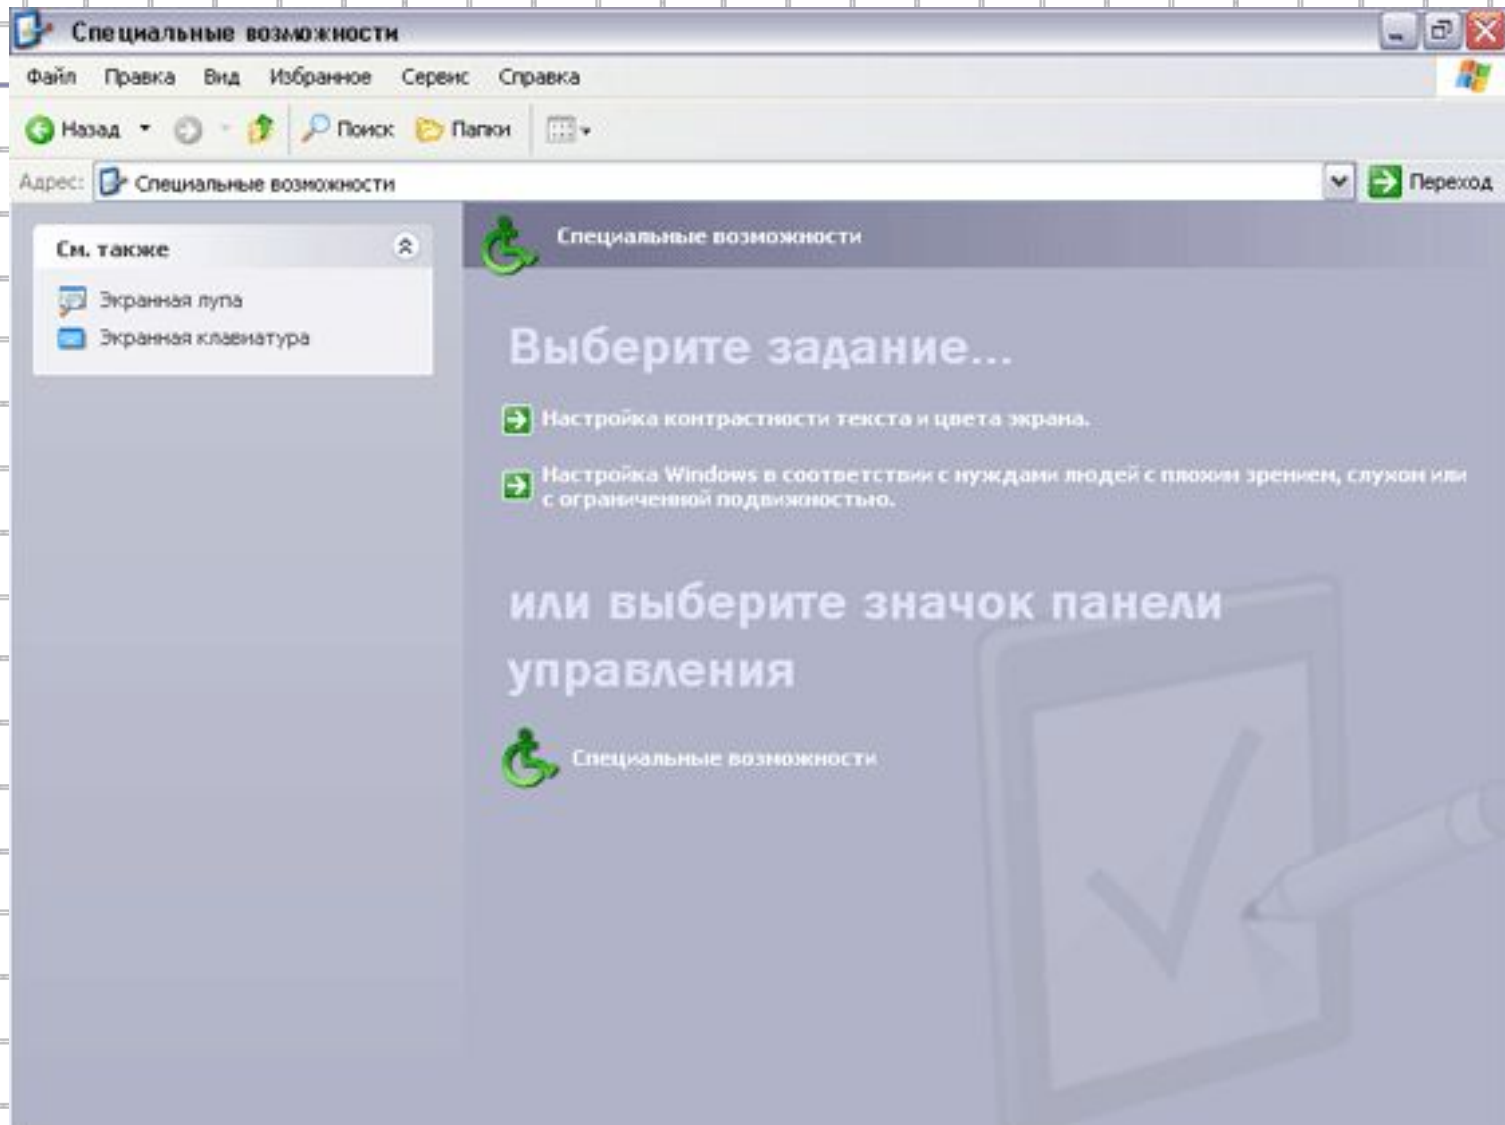 Специальные возможности
Файл Правка Вид Избранное Сервис Справка
Назад Поиск Папки
Адрес: Специальные возможности Переход
См. также
Экранная лупа
Экранная клавиатура
Специальные возможности
Выберите задание...
Настройка контрастности текста и цвета экрана.
Настройка Windows в соответствии с нуждами людей с плохим зрением, слухом или
с ограниченной подвижностью.
или выберите значок панели
управления
Специальные возможности